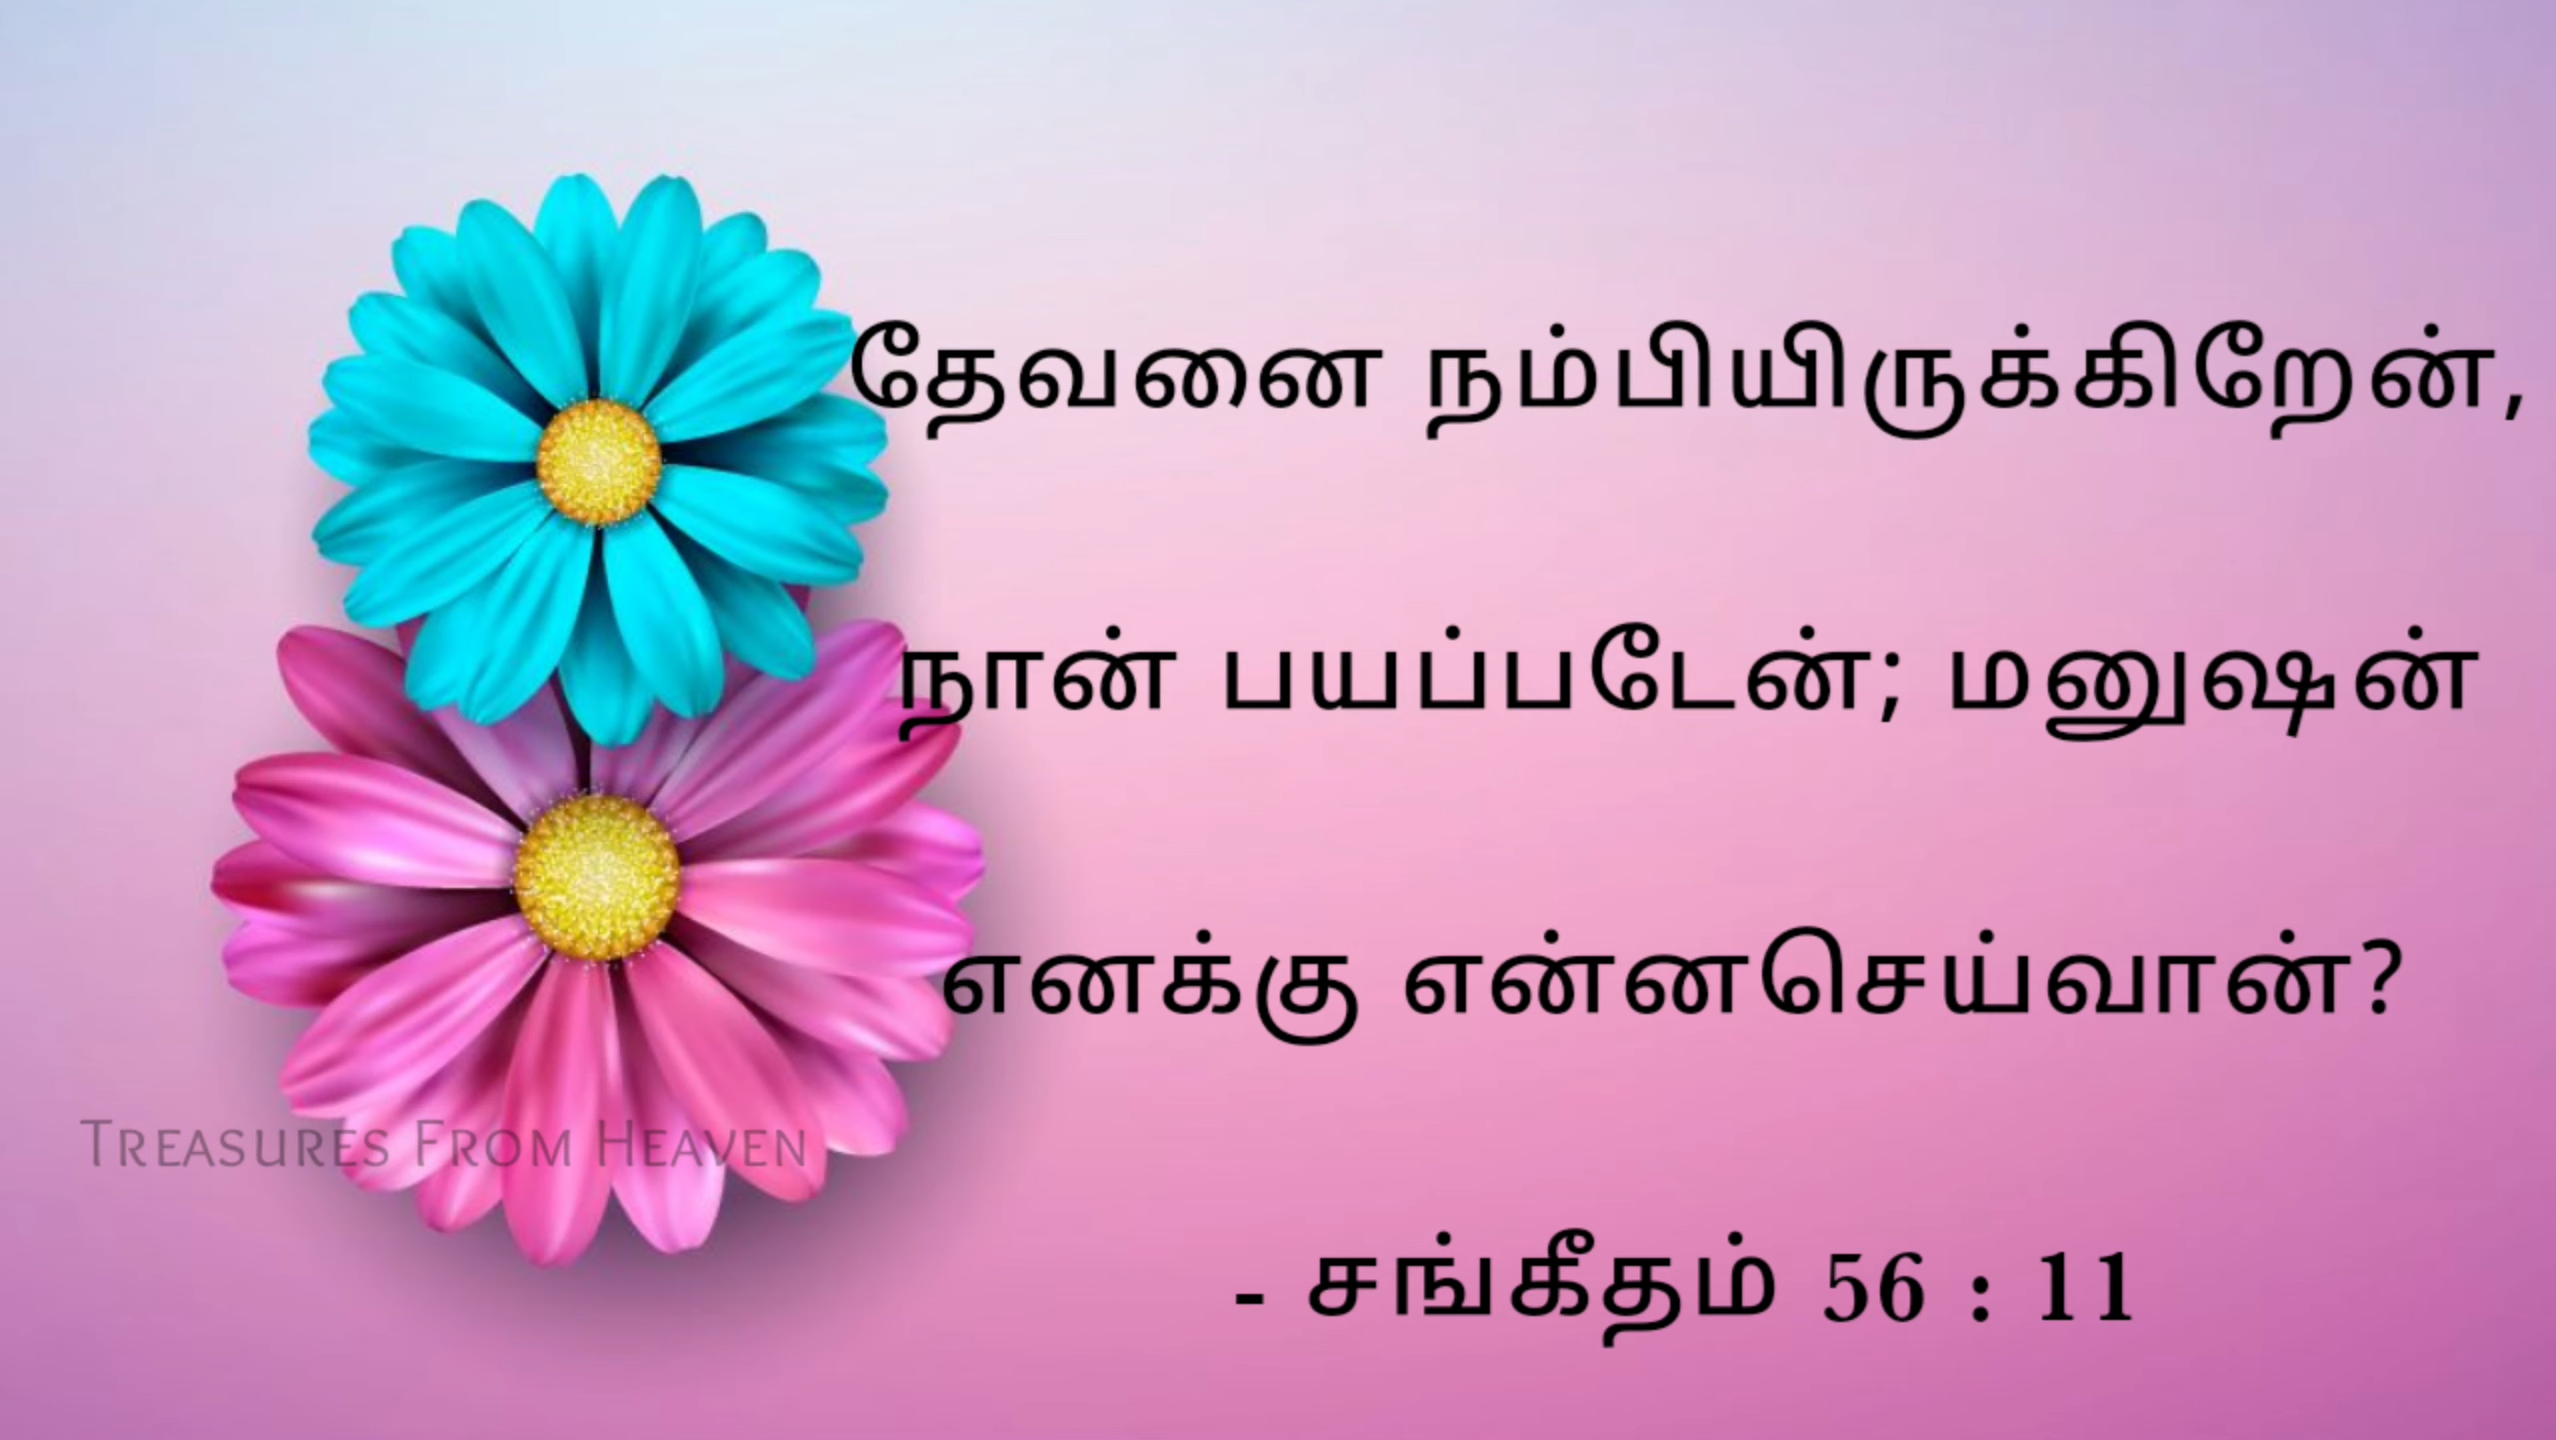 தேவனை நம்பியிருக்கிறேன்,
நான் பயப்படேன்; மனுஷன்
எனக்கு என்னசெய்வான்?
- சங்கீதம் 56 : 11
TREASURES FROM HEAVEN